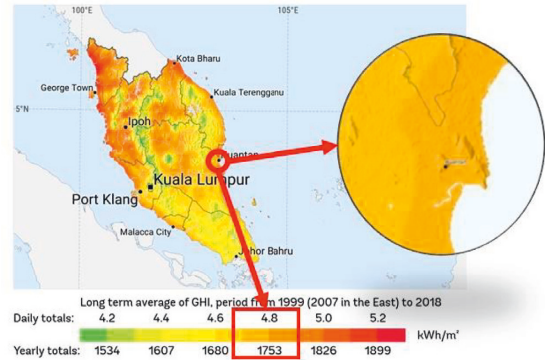 100°E
105°E
Kota Bharu
George Town
Kuala Terengganu
5°N
Ipoh
Kuantan
Kuala Lumpur
Port Klang
Malacca City
Johor Bahru
Long term average of GHI, period from 1999 (2007 in the East) to 2018
Daily totals: 4.2 4.4 4.6 4.8 5.0 5.2
kWh/m²
Yearly totals: 1534 1607 1680 1753 1826 1899